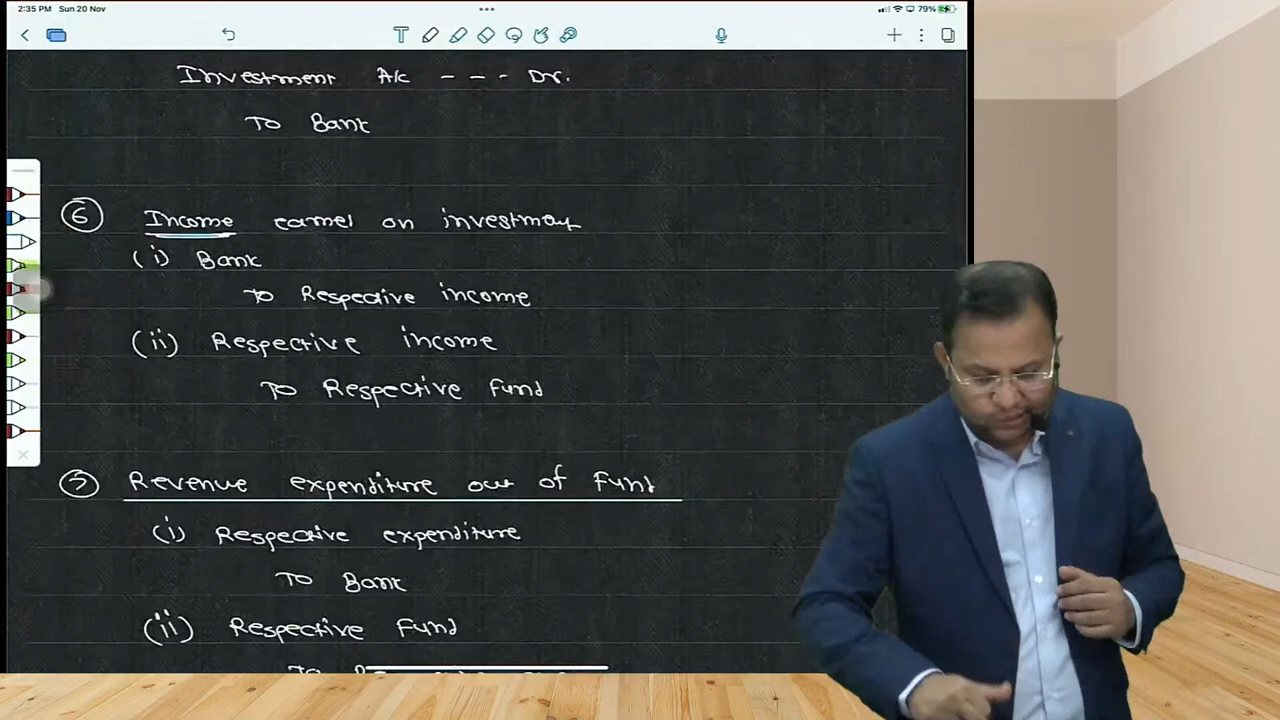 2:35 PM Sun 20 Nov
79%
Investment A/c - - - Dr.
To Bank
6 Income earned on investment
(i) Bank
To Respective income
(ii) Respective income
To Respective Fund
7 Revenue expenditure out of Fund
(i) Respective expenditure
To Bank
(ii) Respective Fund
To